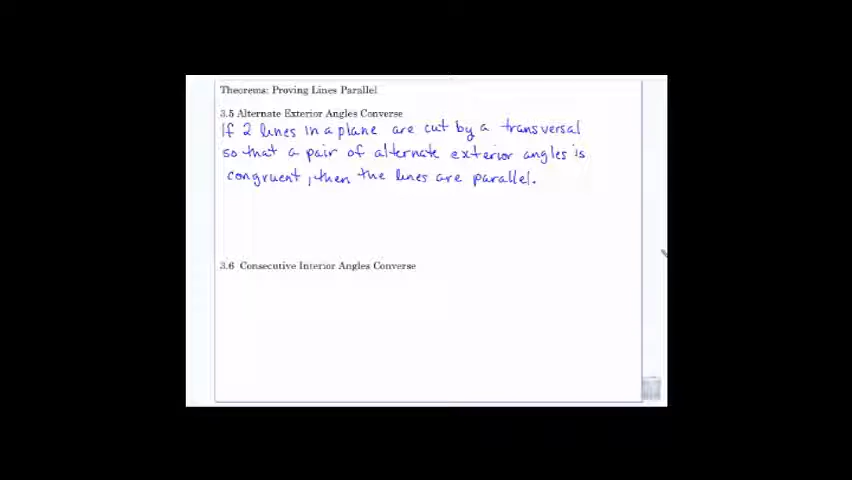 Theorems: Proving Lines Parallel
3.5 Alternate Exterior Angles Converse
If 2 lines in a plane are cut by a transversal
so that a pair of alternate exterior angles is
congruent, then the lines are parallel.
3.6 Consecutive Interior Angles Converse